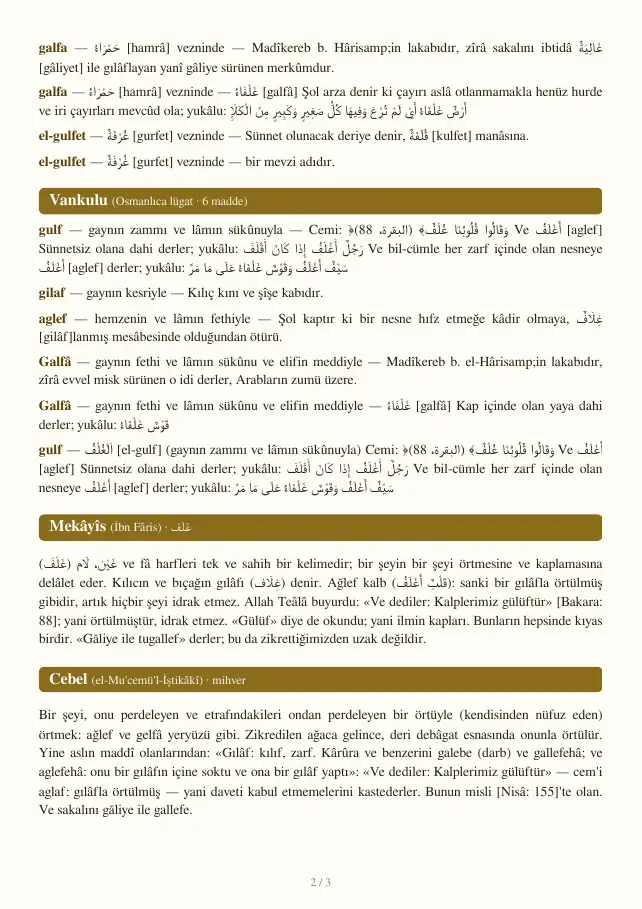 galfa — حَمْرَاءُ [hamrâ] vezninde — Madîkereb b. Hârisamp;in lakabıdır, zîrâ sakalını ibtidâ غَالِيَةٌ
[gâliyet] ile gılâflayan yanî gâliye sürünen merkûmdur.
galfa — حَمْرَاءُ [hamrâ] vezninde — غَلْفَاءُ [galfâ] Şol arza denir ki çayırı aslâ otlanmamakla henüz hurde
ve iri çayırları mevcûd ola; yukâlu: أَرْضٌ غَلْفَاءُ أَيْ لَمْ تُرْعَ وَفِيهَا كُلُّ صَغِيرٍ وَكَبِيرٍ مِنَ الْكَلَإِ
el-gulfet — غُرْفَةٌ [gurfet] vezninde — Sünnet olunacak deriye denir, قُلْفَةٌ [kulfet] manâsına.
el-gulfet — غُرْفَةٌ [gurfet] vezninde — bir mevzi adıdır.
Vankulu (Osmanlıca lügat · 6 madde)
gulf — gaynın zammı ve lâmın sükûnuyla — Cemi: ﴿وَقَالُوا قُلُوبُنَا غُلْفٌ﴾ (البقرة، 88) Ve أَغْلَفُ [aglef]
Sünnetsiz olana dahi derler; yukâlu: رَجُلٌ أَغْلَفُ إِذَا كَانَ أَقْلَفَ Ve bil-cümle her zarf içinde olan nesneye
أَغْلَفُ [aglef] derler; yukâlu: سَيْفٌ أَغْلَفُ وَقَوْسٌ غَلْفَاءُ عَلَى مَا مَرَّ
gilaf — gaynın kesriyle — Kılıç kını ve şîşe kabıdır.
aglef — hemzenin ve lâmın fethiyle — Şol kaptır ki bir nesne hıfz etmeğe kâdir olmaya, غِلَافٌ
[gilâf]lanmış mesâbesinde olduğundan ötürü.
Galfâ — gaynın fethi ve lâmın sükûnu ve elifin meddiyle — Madîkereb b. el-Hârisamp;in lakabıdır,
zîrâ evvel misk sürünen o idi derler, Arabların zumü üzere.
Galfâ — gaynın fethi ve lâmın sükûnu ve elifin meddiyle — غَلْفَاءُ [galfâ] Kap içinde olan yaya dahi
derler; yukâlu: قَوْسٌ غَلْفَاءُ
gulf — اَلْغُلْفُ [el-gulf] (gaynın zammı ve lâmın sükûnuyla) Cemi: ﴿وَقَالُوا قُلُوبُنَا غُلْفٌ﴾ (البقرة، 88) Ve أَغْلَفُ
[aglef] Sünnetsiz olana dahi derler; yukâlu: رَجُلٌ أَغْلَفُ إِذَا كَانَ أَقْلَفَ Ve bil-cümle her zarf içinde olan
nesneye أَغْلَفُ [aglef] derler; yukâlu: سَيْفٌ أَغْلَفُ وَقَوْسٌ غَلْفَاءُ عَلَى مَا مَرَّ
Mekâyîs (İbn Fâris) · غلف
(غَلَفَ) غَيْن، لَام ve fâ harfleri tek ve sahih bir kelimedir; bir şeyin bir şeyi örtmesine ve kaplamasına
delâlet eder. Kılıcın ve bıçağın gılâfı (غِلَاف) denir. Ağlef kalb (قَلْبٌ أَغْلَفُ): sanki bir gılâfla örtülmüş
gibidir, artık hiçbir şeyi idrak etmez. Allah Teâlâ buyurdu: «Ve dediler: Kalplerimiz gülüftür» [Bakara:
88]; yani örtülmüştür, idrak etmez. «Gülüf» diye de okundu; yani ilmin kapları. Bunların hepsinde kıyas
birdir. «Gāliye ile tugallef» derler; bu da zikrettiğimizden uzak değildir.
Cebel (el-Mu'cemü'l-İştikâkî) · mihver
Bir şeyi, onu perdeleyen ve etrafındakileri ondan perdeleyen bir örtüyle (kendisinden nüfuz eden)
örtmek: ağlef ve gelfâ yeryüzü gibi. Zikredilen ağaca gelince, deri debâgat esnasında onunla örtülür.
Yine aslın maddî olanlarından: «Gılâf: kılıf, zarf. Kârûra ve benzerini galebe (darb) ve gallefehâ; ve
aglefehâ: onu bir gılâfın içine soktu ve ona bir gılâf yaptı»: «Ve dediler: Kalplerimiz gülüftür» — cem'i
aglaf: gılâfla örtülmüş — yani daveti kabul etmemelerini kastederler. Bunun misli [Nisâ: 155]'te olan.
Ve sakalını gāliye ile gallefe.
2 / 3